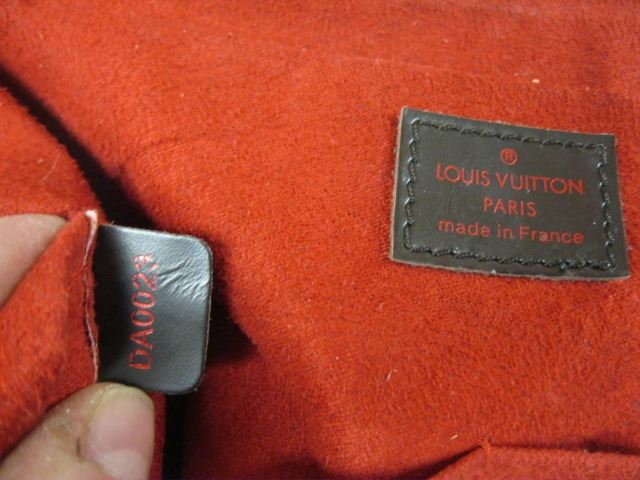 ®
LOUIS VUITTON
PARIS
made in France
DA0023